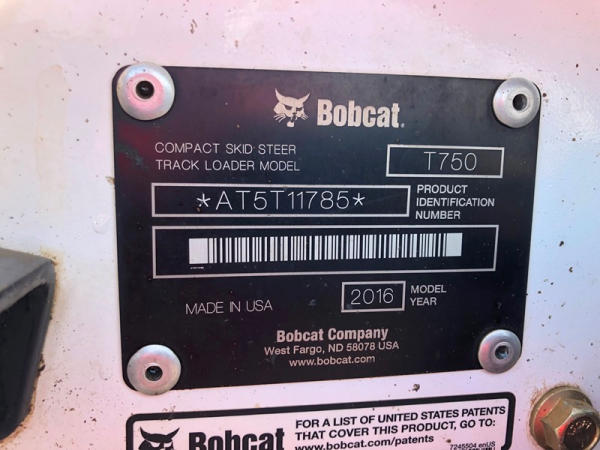 Bobcat.
COMPACT SKID STEER
TRACK LOADER MODEL
T750
*AT5T11785*
PRODUCT
IDENTIFICATION
NUMBER
MADE IN USA
2016
MODEL
YEAR
Bobcat Company
West Fargo, ND 58078 USA
www.bobcat.com
Bobcat
FOR A LIST OF UNITED STATES PATENTS
THAT COVER THIS PRODUCT, GO TO:
www.bobcat.com/patents
7245504 enUS